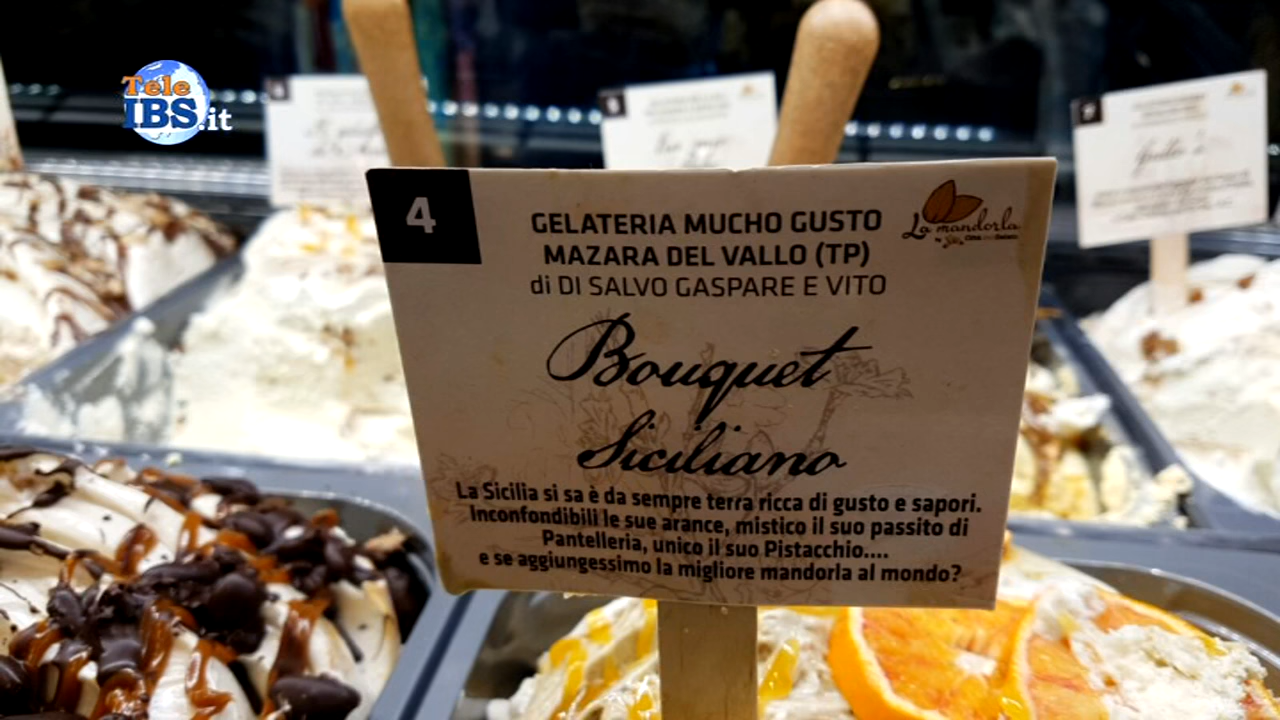 Tele
IBS.it
4
GELATERIA MUCHO GUSTO
MAZARA DEL VALLO (TP)
di DI SALVO GASPARE E VITO
La mandorla
Bouquet
Siciliano
La Sicilia si sa è da sempre terra ricca di gusto e sapori.
Inconfondibili le sue arance, mistico il suo passito di
Pantelleria, unico il suo Pistacchio....
e se aggiungessimo la migliore mandorla al mondo?